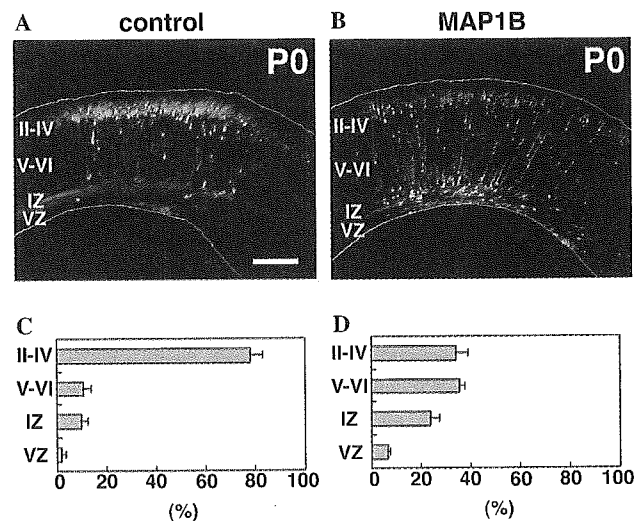 A control
B MAP1B
P0
P0
II-IV
V-VI
IZ
VZ
II-IV
V-VI
IZ
VZ
C
II-IV
V-VI
IZ
VZ
0 20 40 60 80 100
(%)
D
II-IV
V-VI
IZ
VZ
0 20 40 60 80 100
(%)